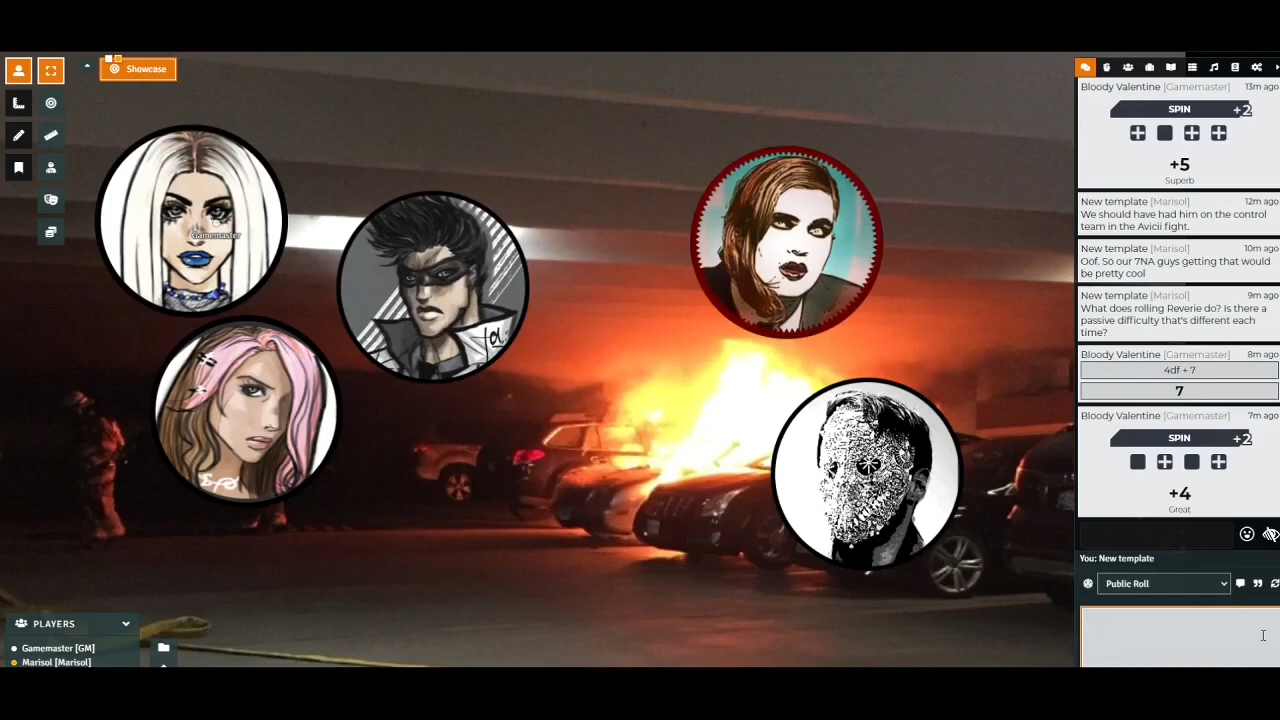 Showcase
Gamemaster
Bloody Valentine [Gamemaster] 13m ago
SPIN +2
+5
Superb
New template [Marisol] 12m ago
We should have had him on the control
team in the Avicii fight.
New template [Marisol] 10m ago
Oof. So our 7NA guys getting that would
be pretty cool
New template [Marisol] 9m ago
What does rolling Reverie do? Is there a
passive difficulty that's different each
time?
Bloody Valentine [Gamemaster] 8m ago
4df + 7
7
Bloody Valentine [Gamemaster] 7m ago
SPIN +2
+4
Great
You: New template
Public Roll
PLAYERS
Gamemaster [GM]
Marisol [Marisol]